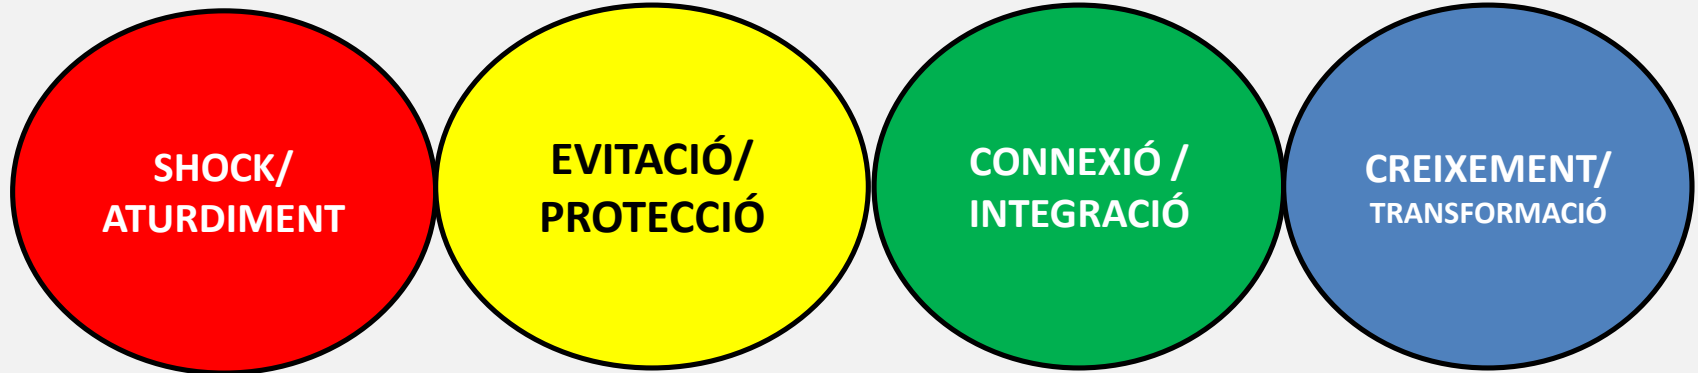 SHOCK/
ATURDIMENT
EVITACIÓ/
PROTECCIÓ
CONNEXIÓ /
INTEGRACIÓ
CREIXEMENT/
TRANSFORMACIÓ